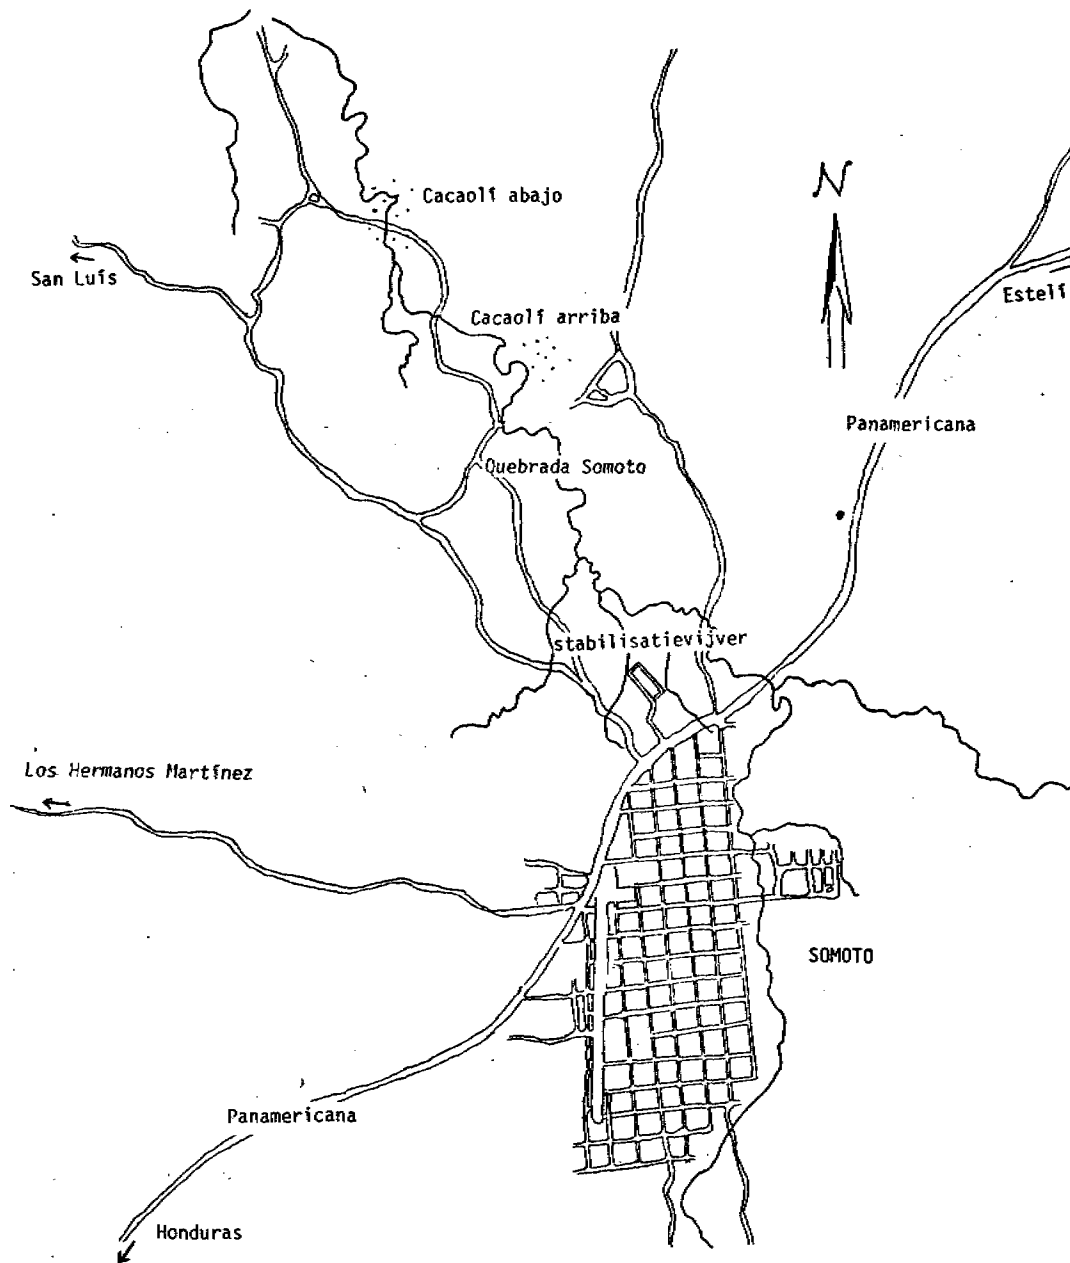 N
Cacaolí abajo
San Luís
Estelí
Cacaolí arriba
Panamericana
Quebrada Somoto
stabilisatievijver
Los Hermanos Martínez
SOMOTO
Panamericana
Honduras